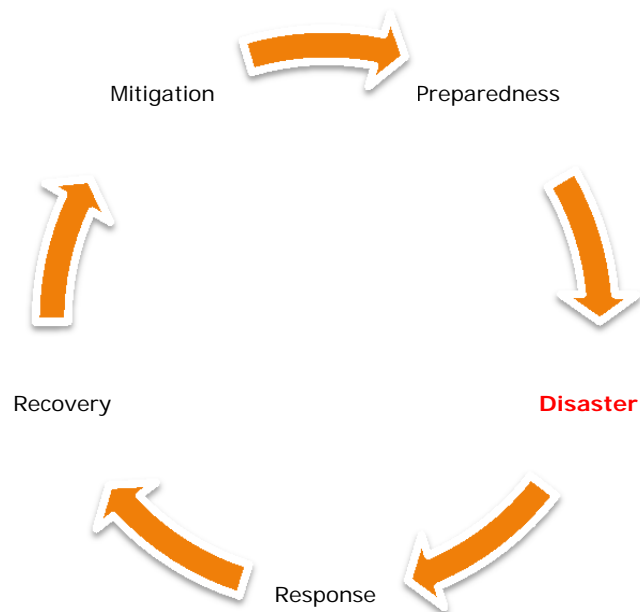 Mitigation
Preparedness
Disaster
Response
Recovery